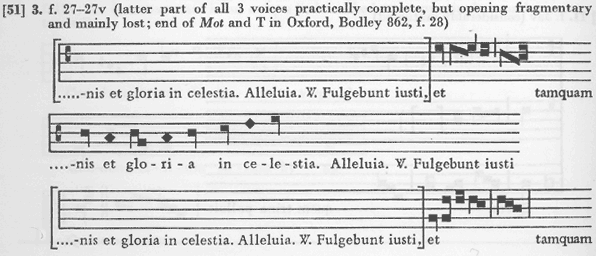 [51] 3. f. 27-27v (latter part of all 3 voices practically complete, but opening fragmentary
and mainly lost; end of Mot and T in Oxford, Bodley 862, f. 28)
.....-nis et gloria in celestia. Alleluia. ℣. Fulgebunt iusti, et tamquam
....-nis et glo-ri-a in ce-le-stia. Alleluia. ℣. Fulgebunt iusti
....-nis et gloria in celestia. Alleluia. ℣. Fulgebunt iusti, et tamquam